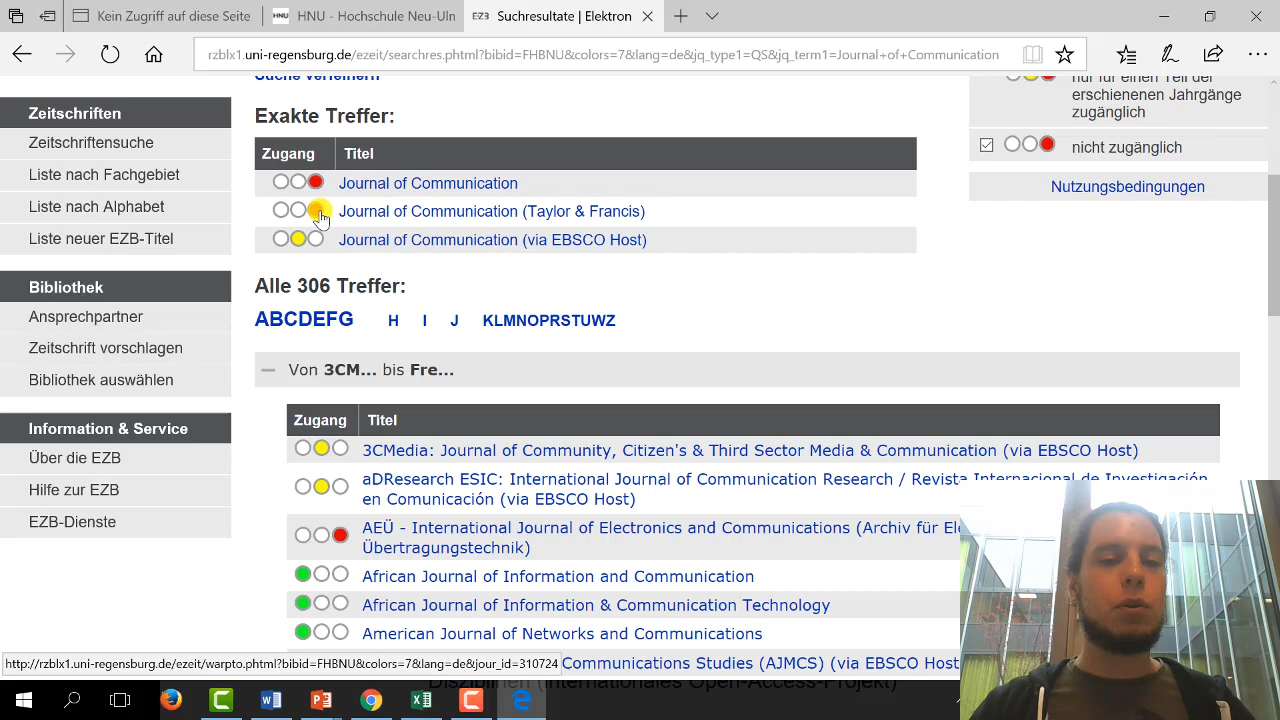 Kein Zugriff auf diese Seite
HNU HNU - Hochschule Neu-Uln
EZB Suchresultate | Elektron
rzblx1.uni-regensburg.de/ezeit/searchres.phtml?bibid=FHBNU&colors=7&lang=de&jq_type1=QS&jq_term1=Journal+of+Communication
Suche verfeinern
Zeitschriften
Zeitschriftensuche
Liste nach Fachgebiet
Liste nach Alphabet
Liste neuer EZB-Titel
Bibliothek
Ansprechpartner
Zeitschrift vorschlagen
Bibliothek auswählen
Information & Service
Über die EZB
Hilfe zur EZB
EZB-Dienste
Exakte Treffer:
Zugang Titel
Journal of Communication
Journal of Communication (Taylor & Francis)
Journal of Communication (via EBSCO Host)
Alle 306 Treffer:
ABCDEFG H I J KLMNOPRSTUWZ
Von 3CM... bis Fre...
Zugang Titel
3CMedia: Journal of Community, Citizen's & Third Sector Media & Communication (via EBSCO Host)
aDResearch ESIC: International Journal of Communication Research / Revista Internacional de Investigación
en Comunicación (via EBSCO Host)
AEÜ - International Journal of Electronics and Communications (Archiv für Ele
Übertragungstechnik)
African Journal of Information and Communication
African Journal of Information & Communication Technology
American Journal of Networks and Communications
Communications Studies (AJMCS) (via EBSCO Host
Disziplinen (Internationales Open-Access-Projekt)
nur für einen Teil der
erschienenen Jahrgänge
zugänglich
nicht zugänglich
Nutzungsbedingungen
http://rzblx1.uni-regensburg.de/ezeit/warpto.phtml?bibid=FHBNU&colors=7&lang=de&jour_id=310724